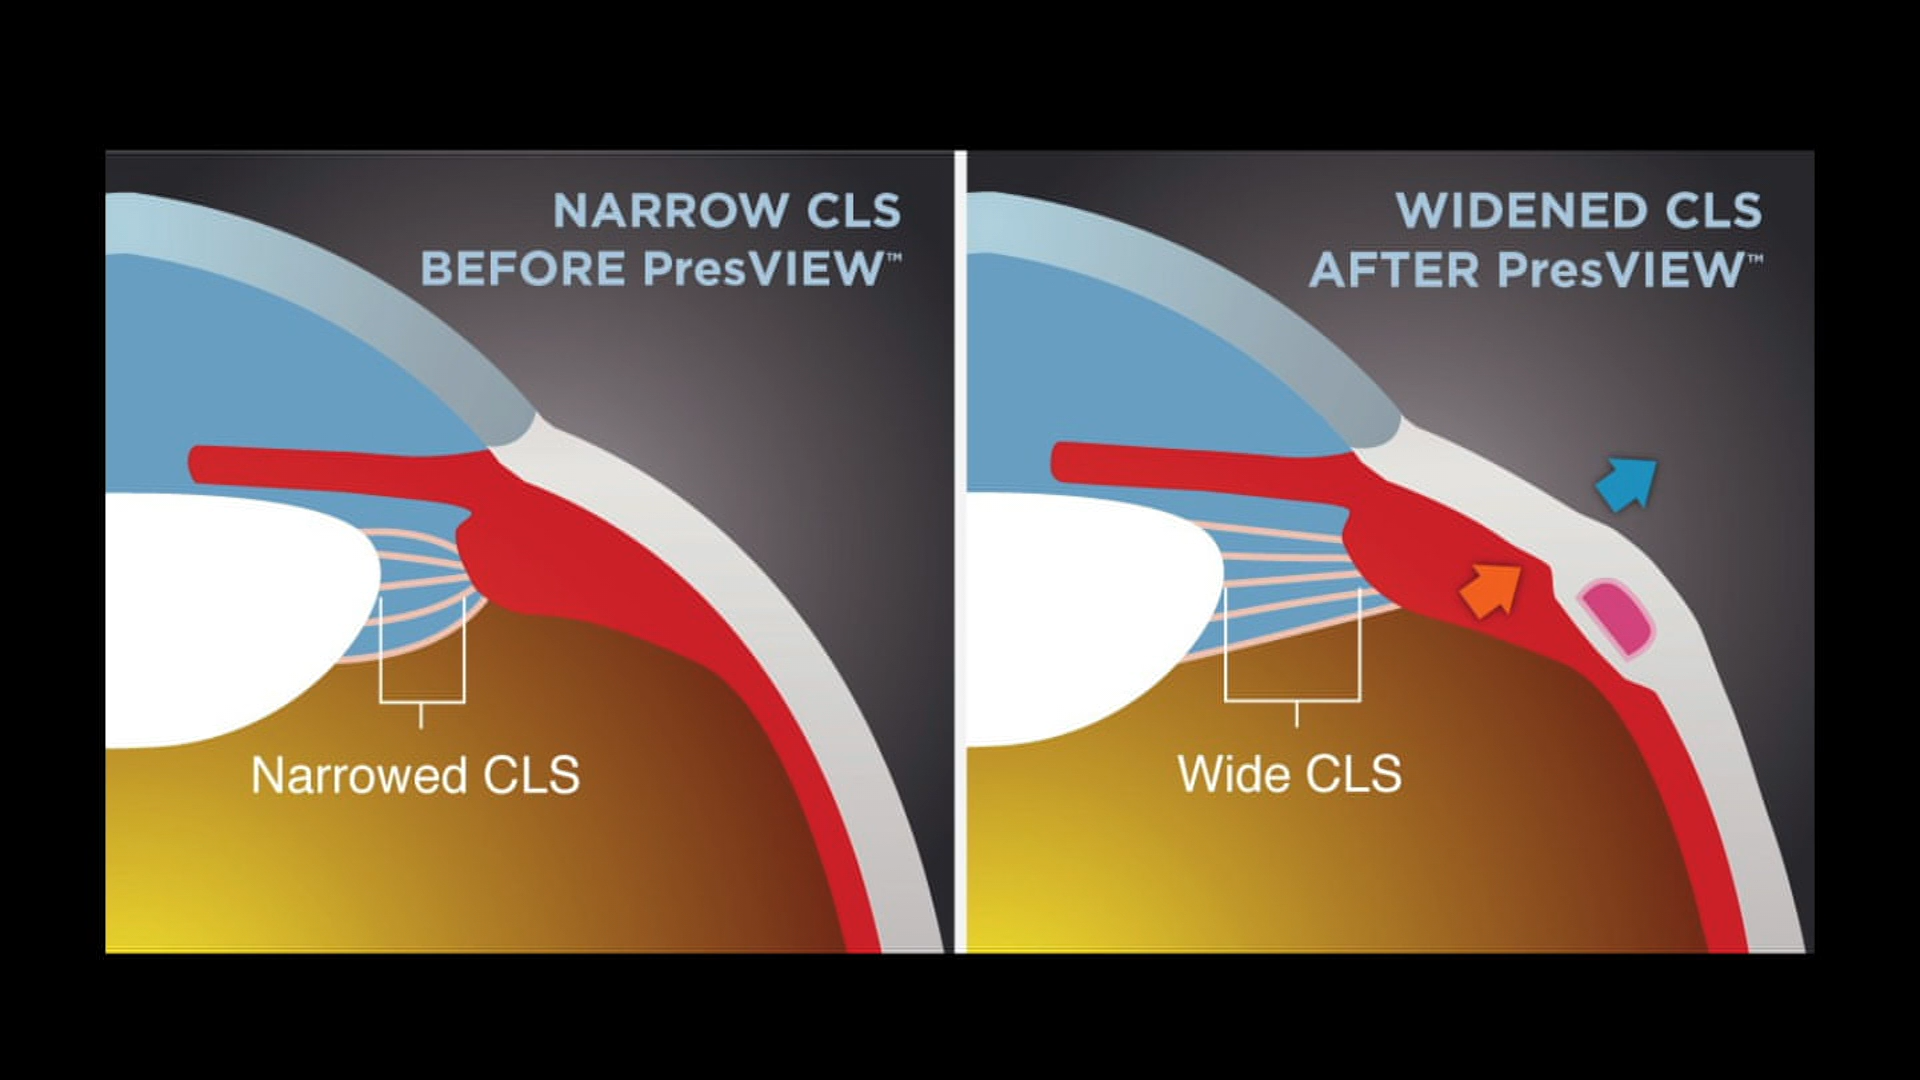 NARROW CLS
BEFORE PresVIEW™
Narrowed CLS
WIDENED CLS
AFTER PresVIEW™
Wide CLS